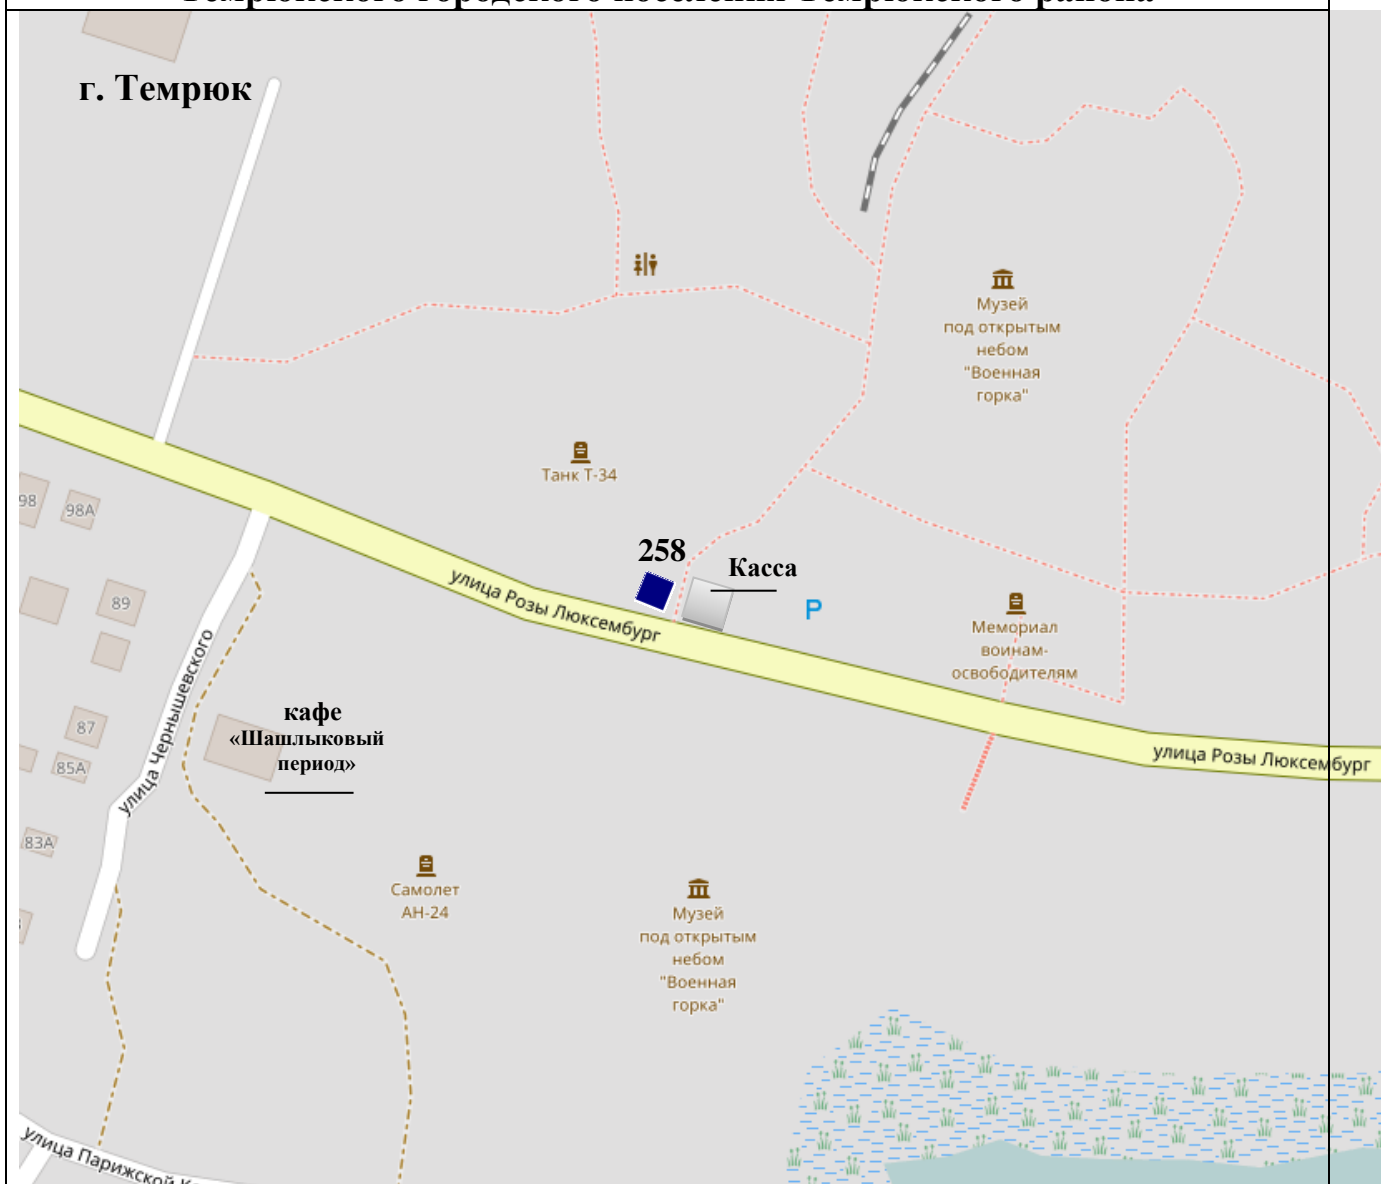 г. Темрюк
Музей
под открытым
небом
"Военная
горка"
Танк Т-34
98
98А
258
Касса
P
улица Розы Люксембург
89
Мемориал
воинам-
освободителям
улица Чернышевского
87
85А
кафе
«Шашлыковый
период»
улица Розы Люксембург
83А
Самолет
АН-24
Музей
под открытым
небом
"Военная
горка"
улица Парижской